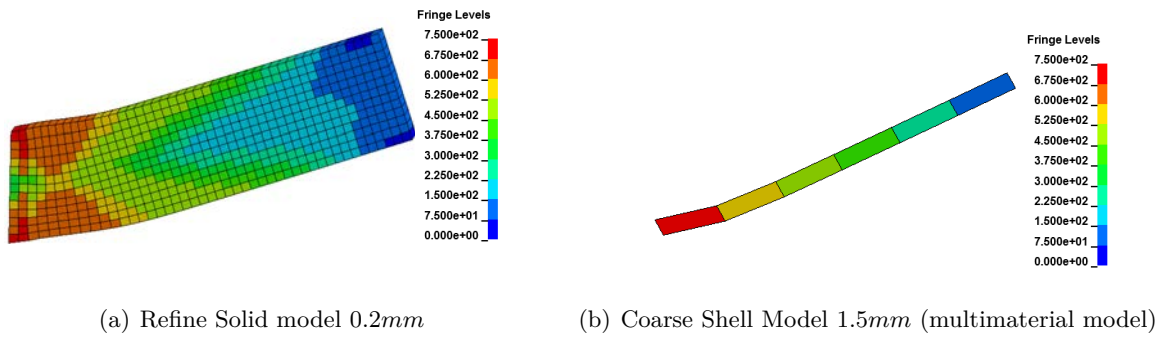 Fringe Levels
7.500e+02
6.750e+02
6.000e+02
5.250e+02
4.500e+02
3.750e+02
3.000e+02
2.250e+02
1.500e+02
7.500e+01
0.000e+00
Fringe Levels
7.500e+02
6.750e+02
6.000e+02
5.250e+02
4.500e+02
3.750e+02
3.000e+02
2.250e+02
1.500e+02
7.500e+01
0.000e+00
(a) Refine Solid model 0.2mm
(b) Coarse Shell Model 1.5mm (multimaterial model)